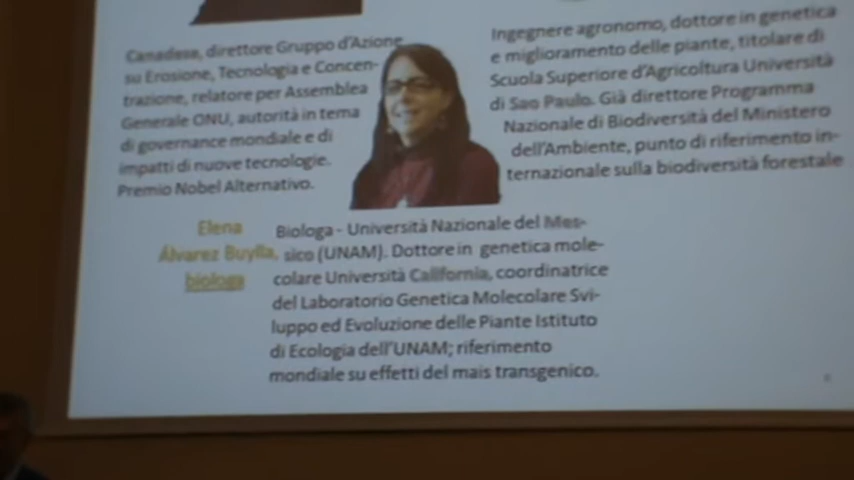 Canadese, direttore Gruppo d'Azione
su Erosione, Tecnologia e Concen-
trazione, relatore per Assemblea
Generale ONU, autorità in tema
di governance mondiale e di
impatti di nuove tecnologie.
Premio Nobel Alternativo.
Ingegnere agronomo, dottore in genetica
e miglioramento delle piante, titolare di
Scuola Superiore d'Agricoltura Università
di Sao Paulo. Già direttore Programma
Nazionale di Biodiversità del Ministero
dell'Ambiente, punto di riferimento in-
ternazionale sulla biodiversità forestale
Elena
Álvarez Buylla,
biologa
Biologa - Università Nazionale del Mes-
sico (UNAM). Dottore in genetica mole-
colare Università California, coordinatrice
del Laboratorio Genetica Molecolare Svi-
luppo ed Evoluzione delle Piante Istituto
di Ecologia dell'UNAM; riferimento
mondiale su effetti del mais transgenico.